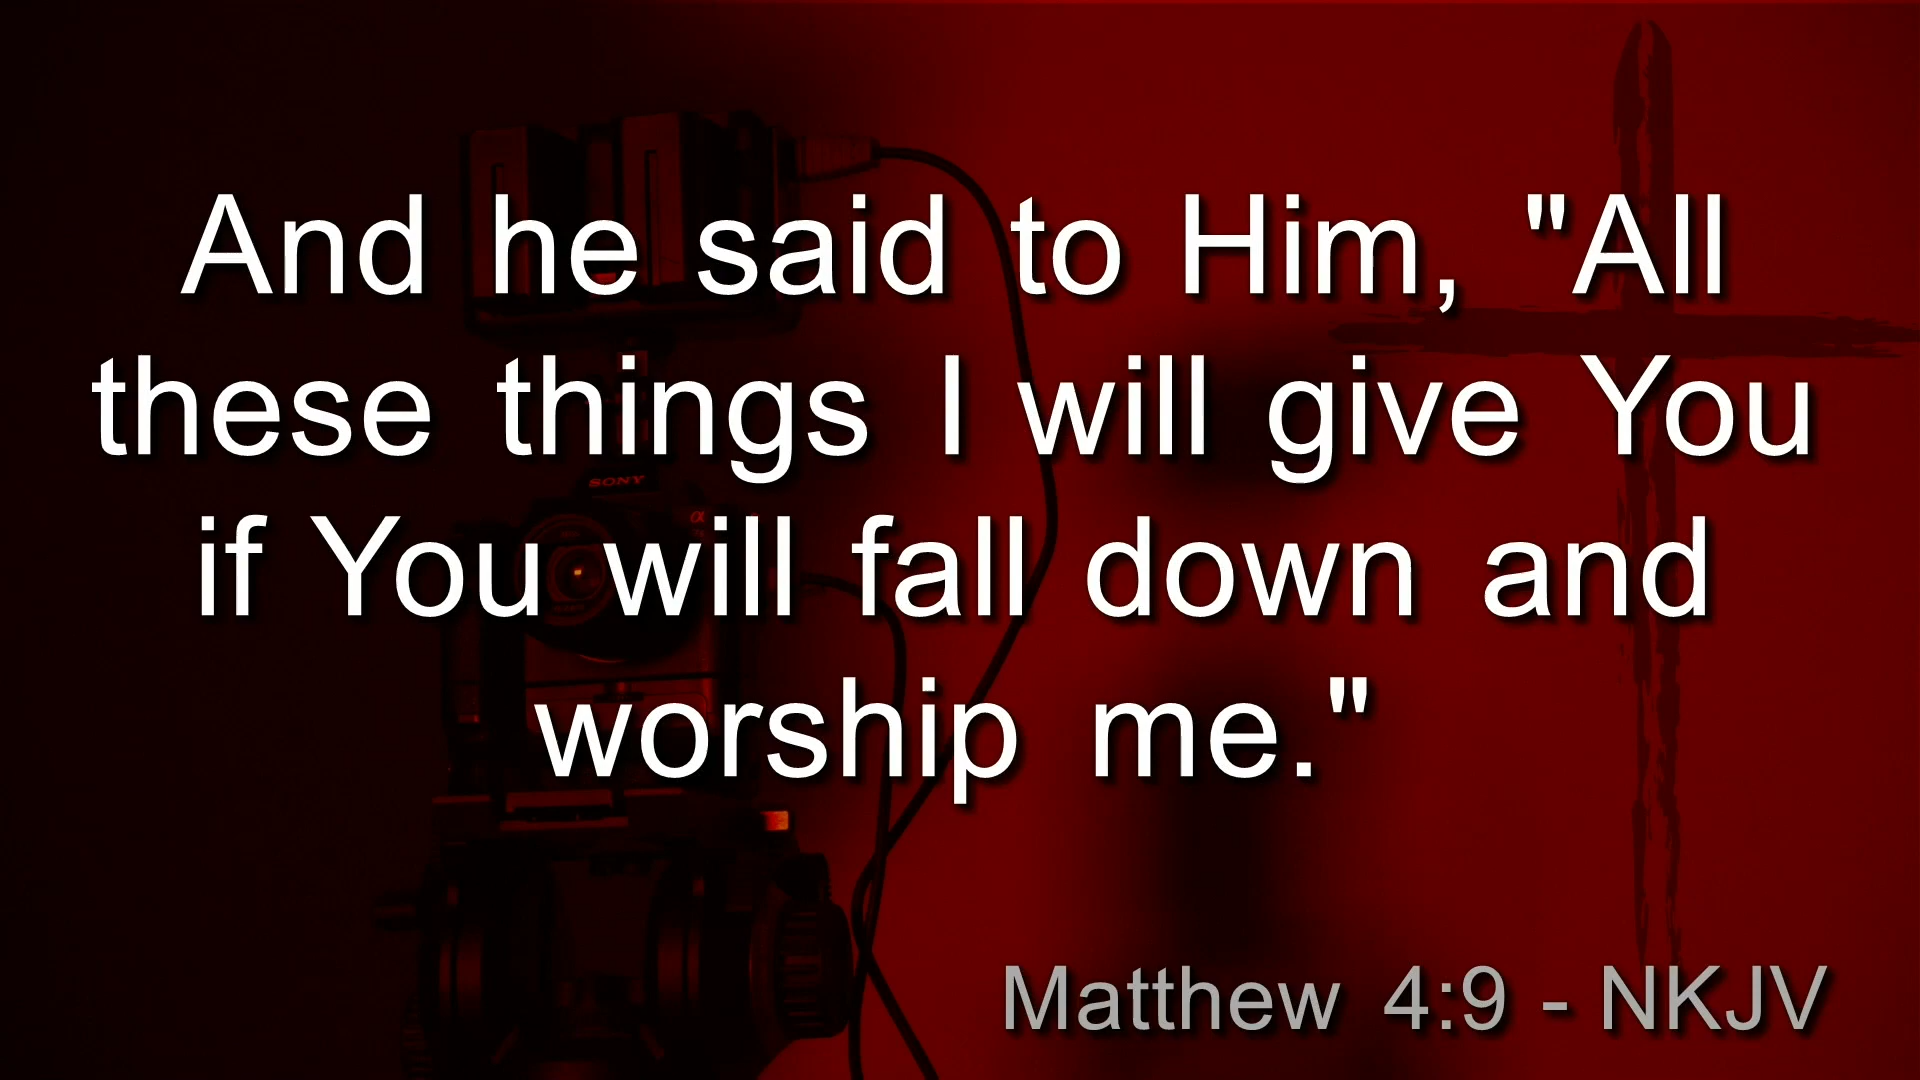 And he said to Him, "All
these things I will give You
if You will fall down and
worship me."
SONY
α
Matthew 4:9 - NKJV